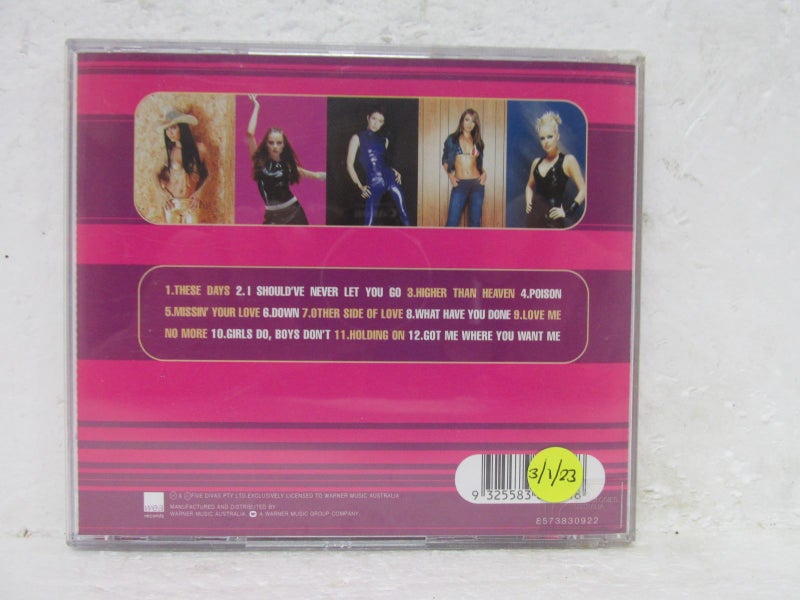 1.THESE DAYS 2.I SHOULD'VE NEVER LET YOU GO 3.HIGHER THAN HEAVEN 4.POISON
5.MISSIN' YOUR LOVE 6.DOWN 7.OTHER SIDE OF LOVE 8.WHAT HAVE YOU DONE 9.LOVE ME
NO MORE 10.GIRLS DO, BOYS DON'T 11.HOLDING ON 12.GOT ME WHERE YOU WANT ME
3/1/23
9 325583
℗ & © FIVE DIVAS PTY LTD.EXCLUSIVELY LICENSED TO WARNER MUSIC AUSTRALIA
MANUFACTURED AND DISTRIBUTED BY
WARNER MUSIC AUSTRALIA. A WARNER MUSIC GROUP COMPANY.
records
8573830922